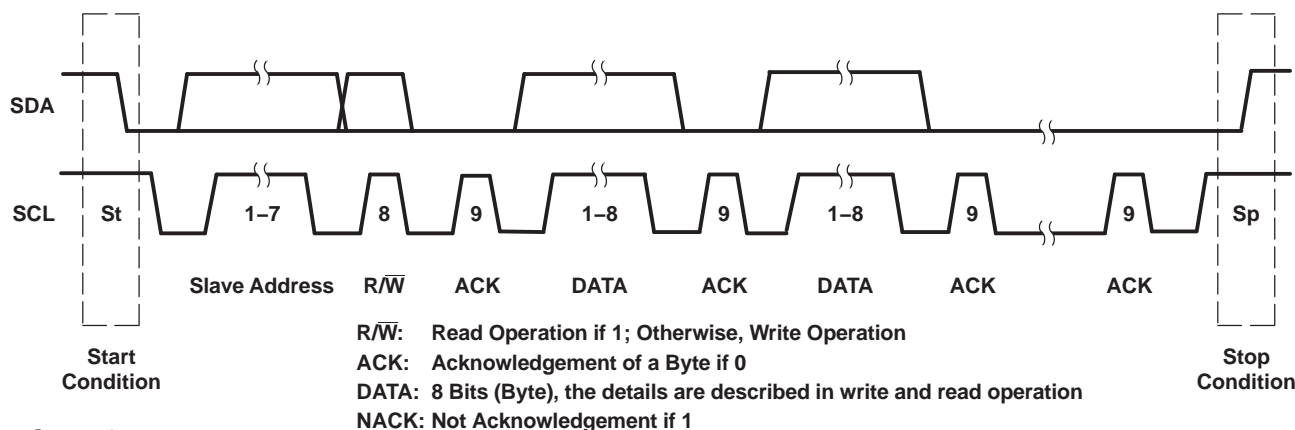 SDA
SCL St 1–7 8 9 1–8 9 1–8 9 9 Sp
Slave Address R/W̅ ACK DATA ACK DATA ACK ACK
Start
Condition
Stop
Condition
R/W̅: Read Operation if 1; Otherwise, Write Operation
ACK: Acknowledgement of a Byte if 0
DATA: 8 Bits (Byte), the details are described in write and read operation
NACK: Not Acknowledgement if 1